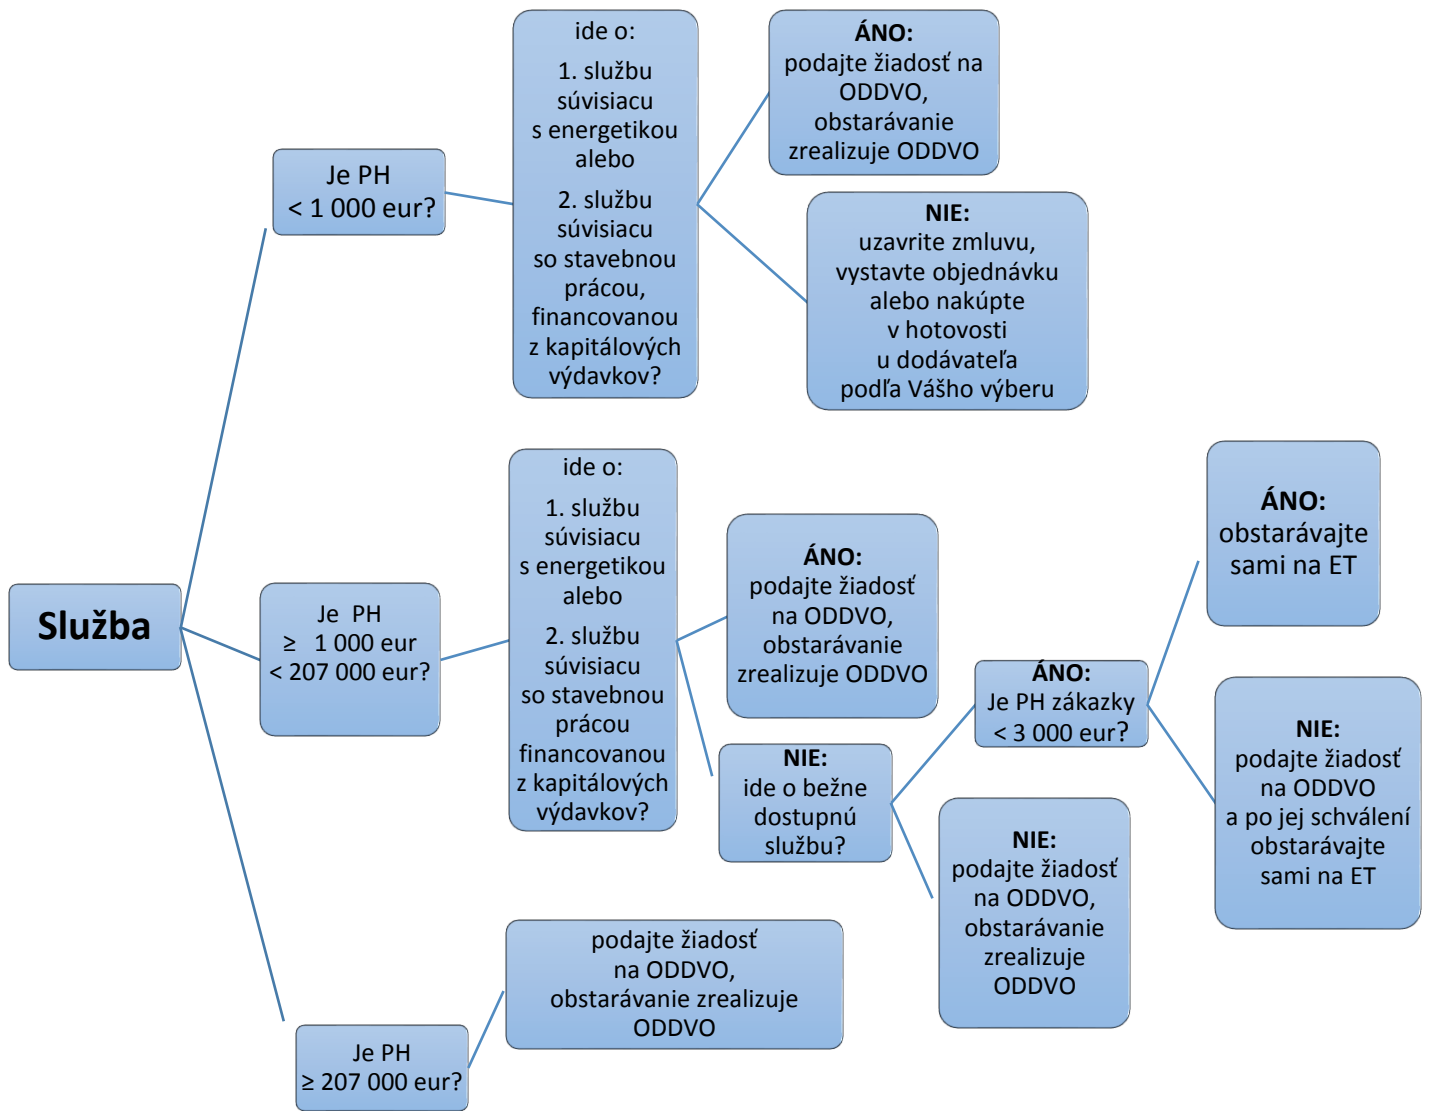 Služba
Je PH
< 1 000 eur?
ide o:
1. službu
súvisiacu
s energetikou
alebo
2. službu
súvisiacu
so stavebnou
prácou,
financovanou
z kapitálových
výdavkov?
ÁNO:
podajte žiadosť na
ODDVO,
obstarávanie
zrealizuje ODDVO
NIE:
uzavrite zmluvu,
vystavte objednávku
alebo nakúpte
v hotovosti
u dodávateľa
podľa Vášho výberu
Je PH
≥ 1 000 eur
< 207 000 eur?
ide o:
1. službu
súvisiacu
s energetikou
alebo
2. službu
súvisiacu
so stavebnou
prácou
financovanou
z kapitálových
výdavkov?
ÁNO:
podajte žiadosť
na ODDVO,
obstarávanie
zrealizuje ODDVO
NIE:
ide o bežne
dostupnú
službu?
ÁNO:
Je PH zákazky
< 3 000 eur?
ÁNO:
obstarávajte
sami na ET
NIE:
podajte žiadosť
na ODDVO
a po jej schválení
obstarávajte
sami na ET
NIE:
podajte žiadosť
na ODDVO,
obstarávanie
zrealizuje
ODDVO
Je PH
≥ 207 000 eur?
podajte žiadosť
na ODDVO,
obstarávanie zrealizuje
ODDVO